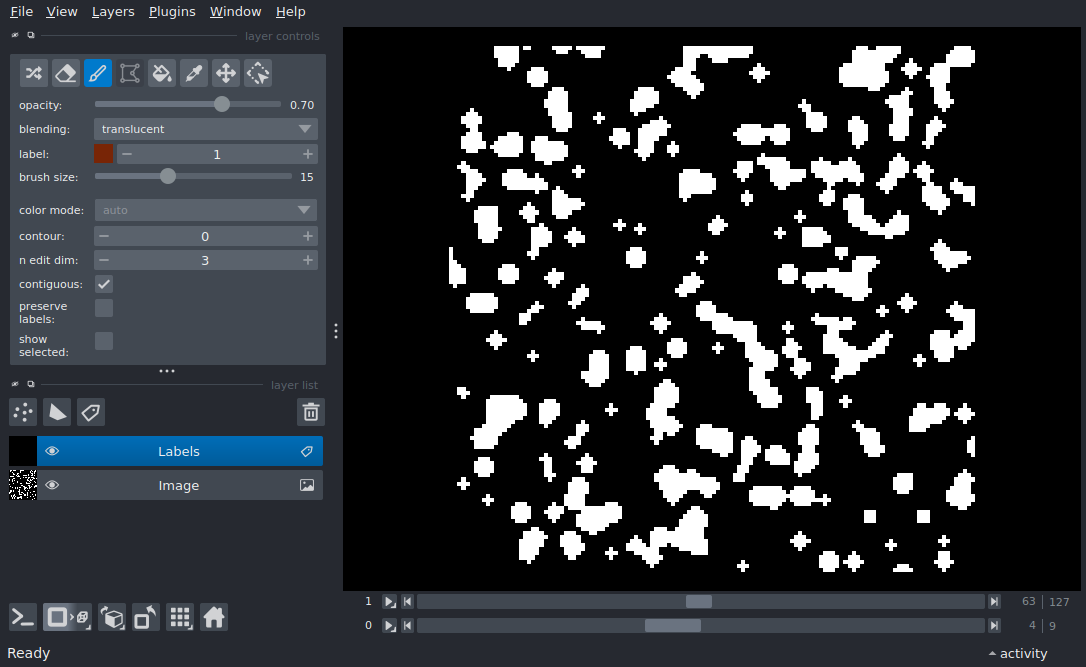 File View Layers Plugins Window Help
layer controls
opacity: 0.70
blending: translucent
label: 1
brush size: 15
color mode: auto
contour: 0
n edit dim: 3
contiguous:
preserve
labels:
show
selected:
layer list
Labels
Image
1 63 | 127
0 4 | 9
Ready
activity